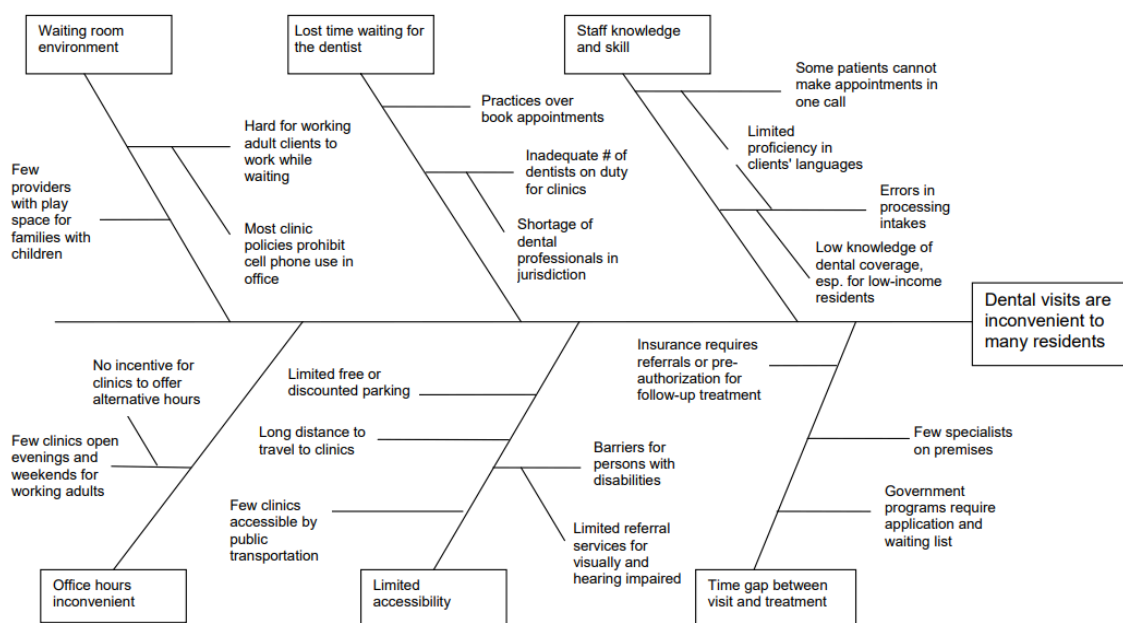 Waiting room
environment
Lost time waiting for
the dentist
Staff knowledge
and skill
Some patients cannot
make appointments in
one call
Practices over
book appointments
Hard for working
adult clients to
work while
waiting
Limited
proficiency in
clients' languages
Inadequate # of
dentists on duty
for clinics
Few
providers
with play
space for
families with
children
Errors in
processing
intakes
Most clinic
policies prohibit
cell phone use in
office
Shortage of
dental
professionals in
jurisdiction
Low knowledge of
dental coverage,
esp. for low-income
residents
Dental visits are
inconvenient to
many residents
No incentive for
clinics to offer
alternative hours
Limited free or
discounted parking
Insurance requires
referrals or pre-
authorization for
follow-up treatment
Few clinics open
evenings and
weekends for
working adults
Long distance to
travel to clinics
Barriers for
persons with
disabilities
Few specialists
on premises
Few clinics
accessible by
public
transportation
Limited referral
services for
visually and
hearing impaired
Government
programs require
application and
waiting list
Office hours
inconvenient
Limited
accessibility
Time gap between
visit and treatment